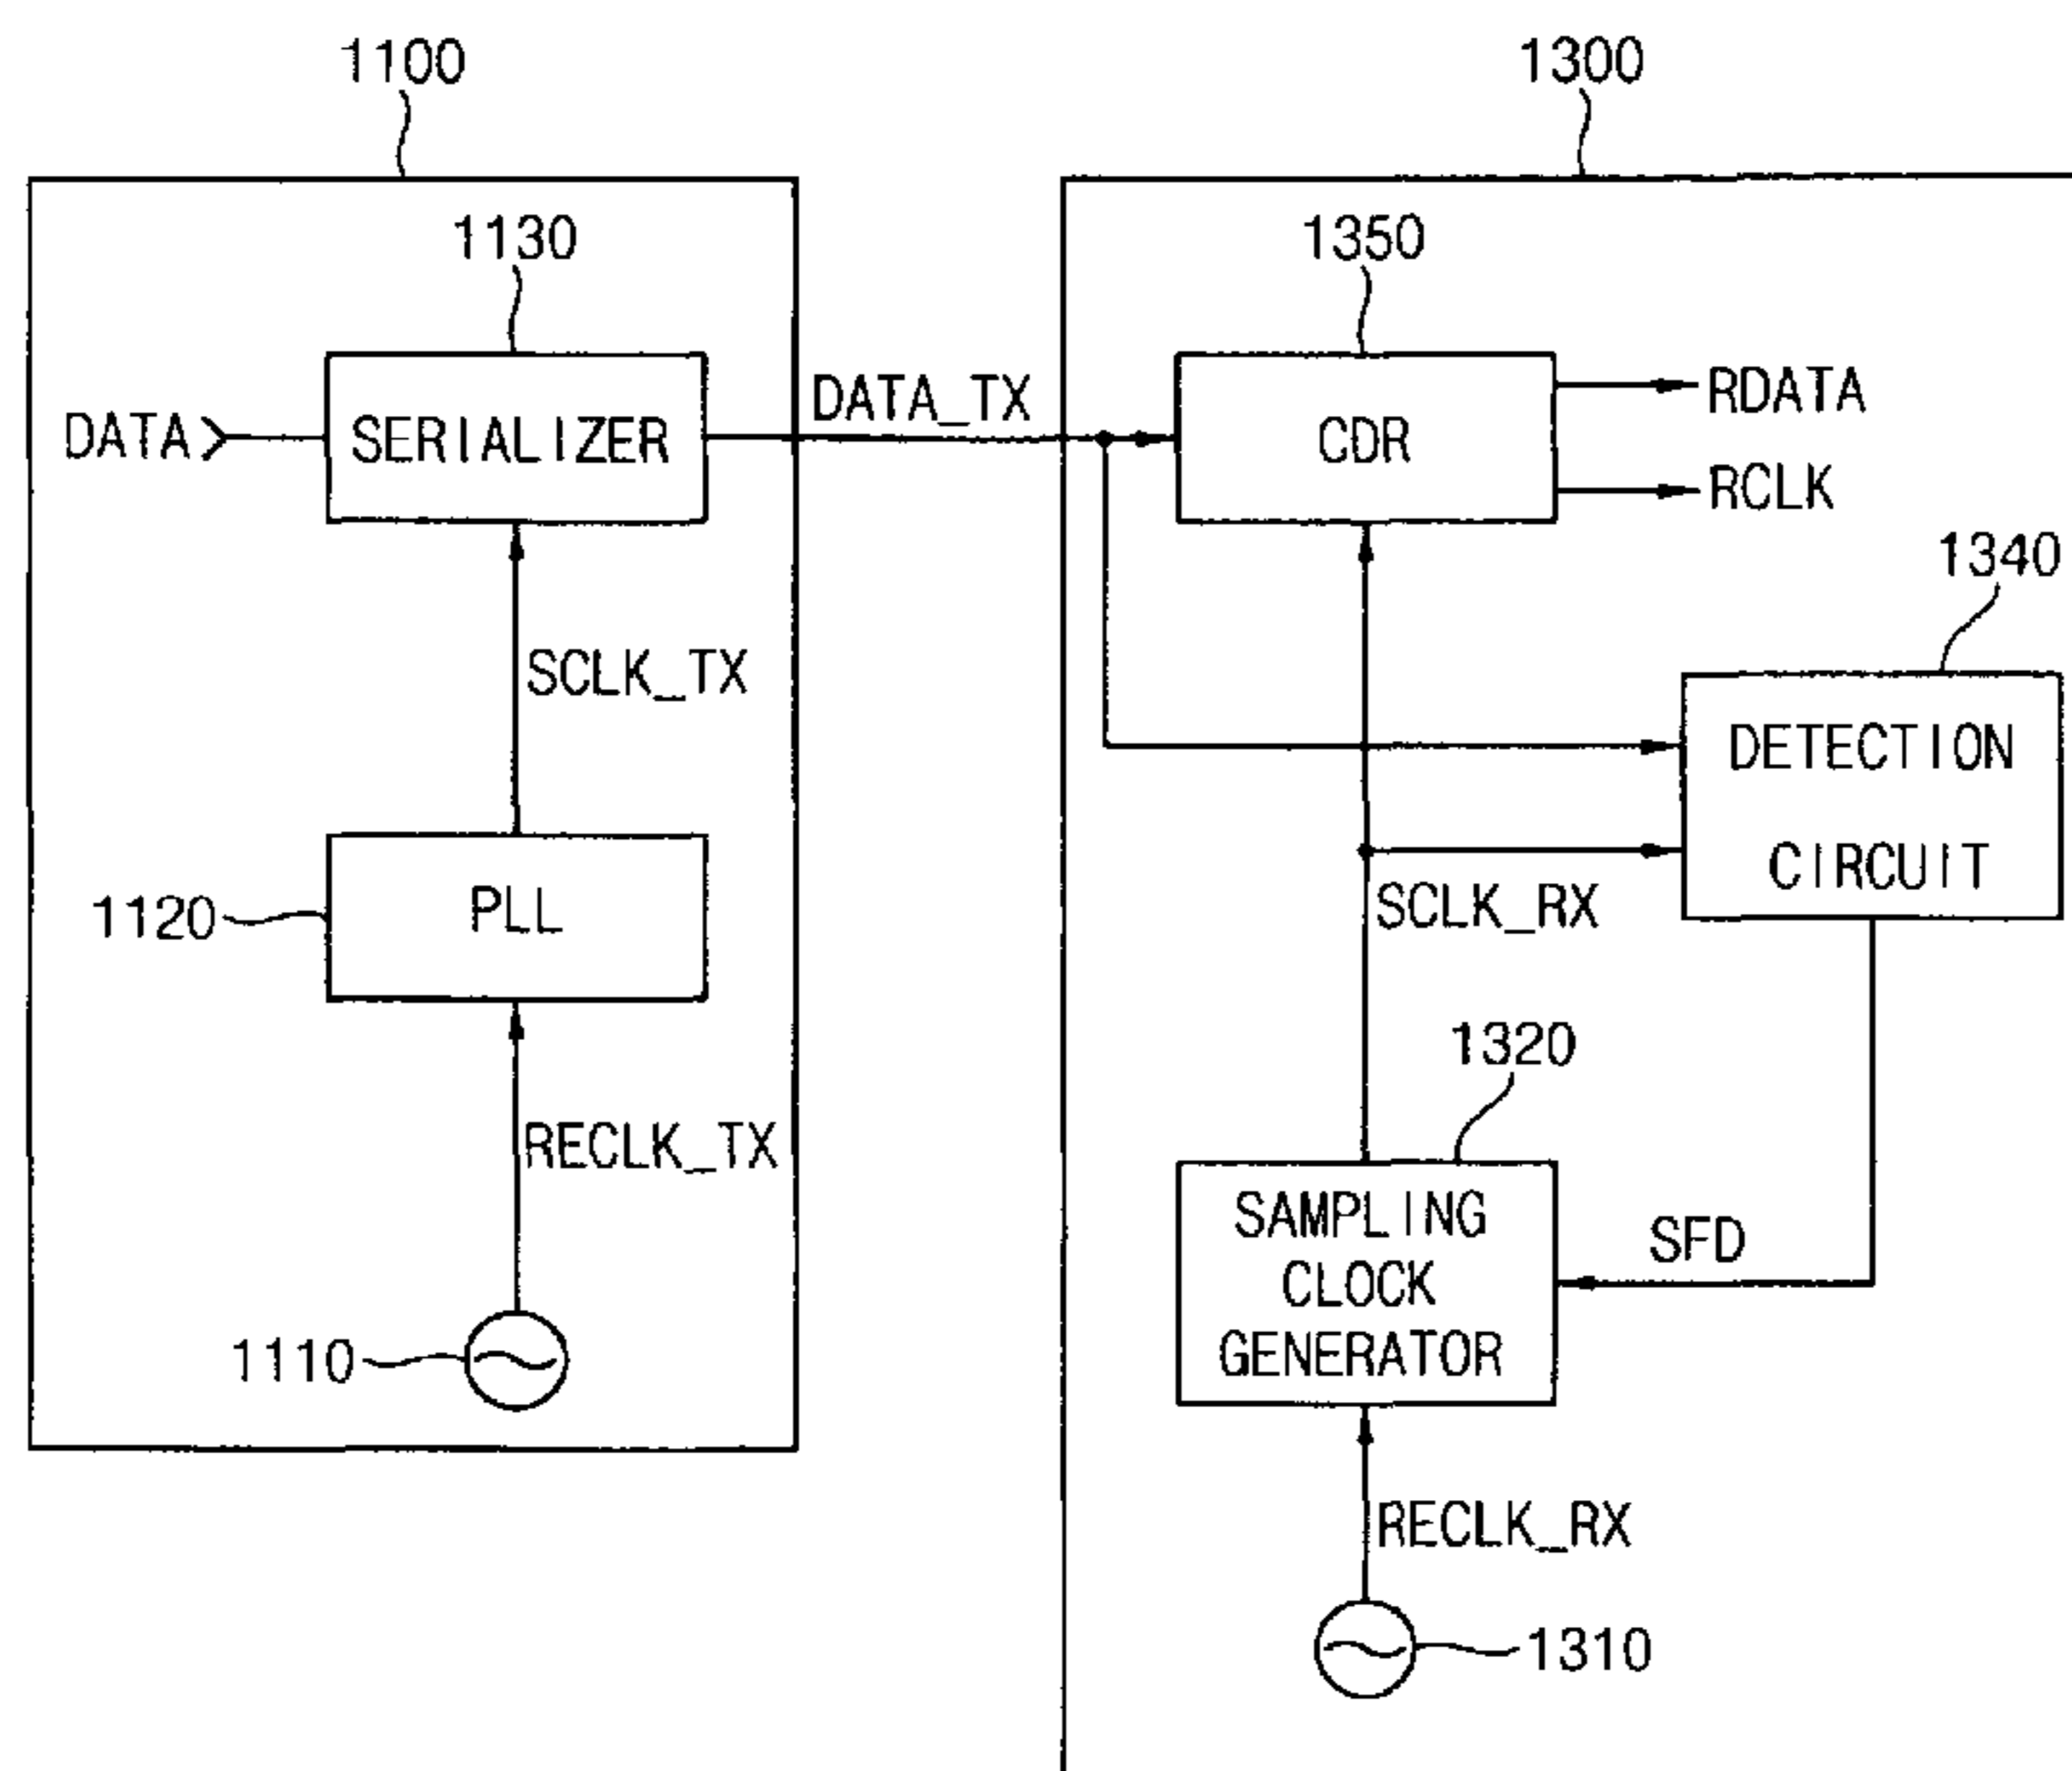 1100
1300
1130
1350
DATA
SERIALIZER
DATA_TX
CDR
RDATA
RCLK
1340
SCLK_TX
DETECTION
CIRCUIT
1120
PLL
SCLK_RX
1320
RECLK_TX
SAMPLING
CLOCK
GENERATOR
SFD
1110
RECLK_RX
1310